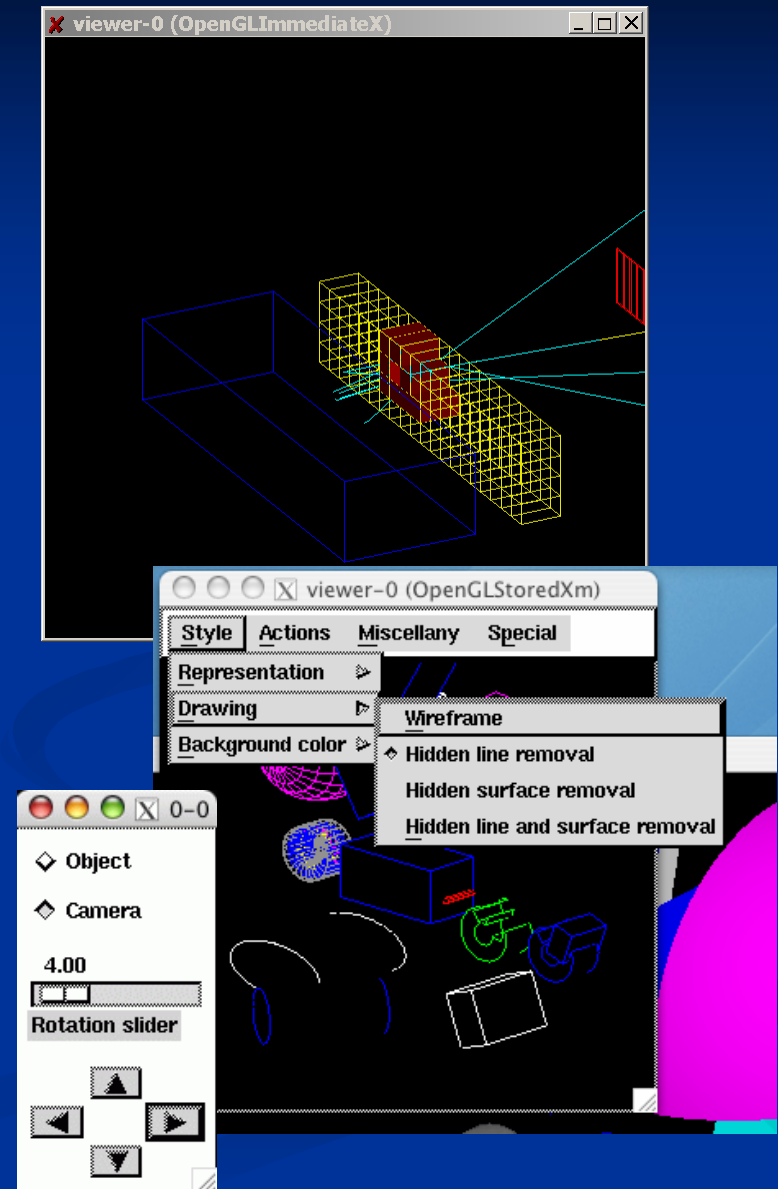 viewer-0 (OpenGLImmediateX)
viewer-0 (OpenGLStoredXm)
Style Actions Miscellany Special
Representation
Drawing
Background color
Wireframe
Hidden line removal
Hidden surface removal
Hidden line and surface removal
0-0
Object
Camera
4.00
Rotation slider